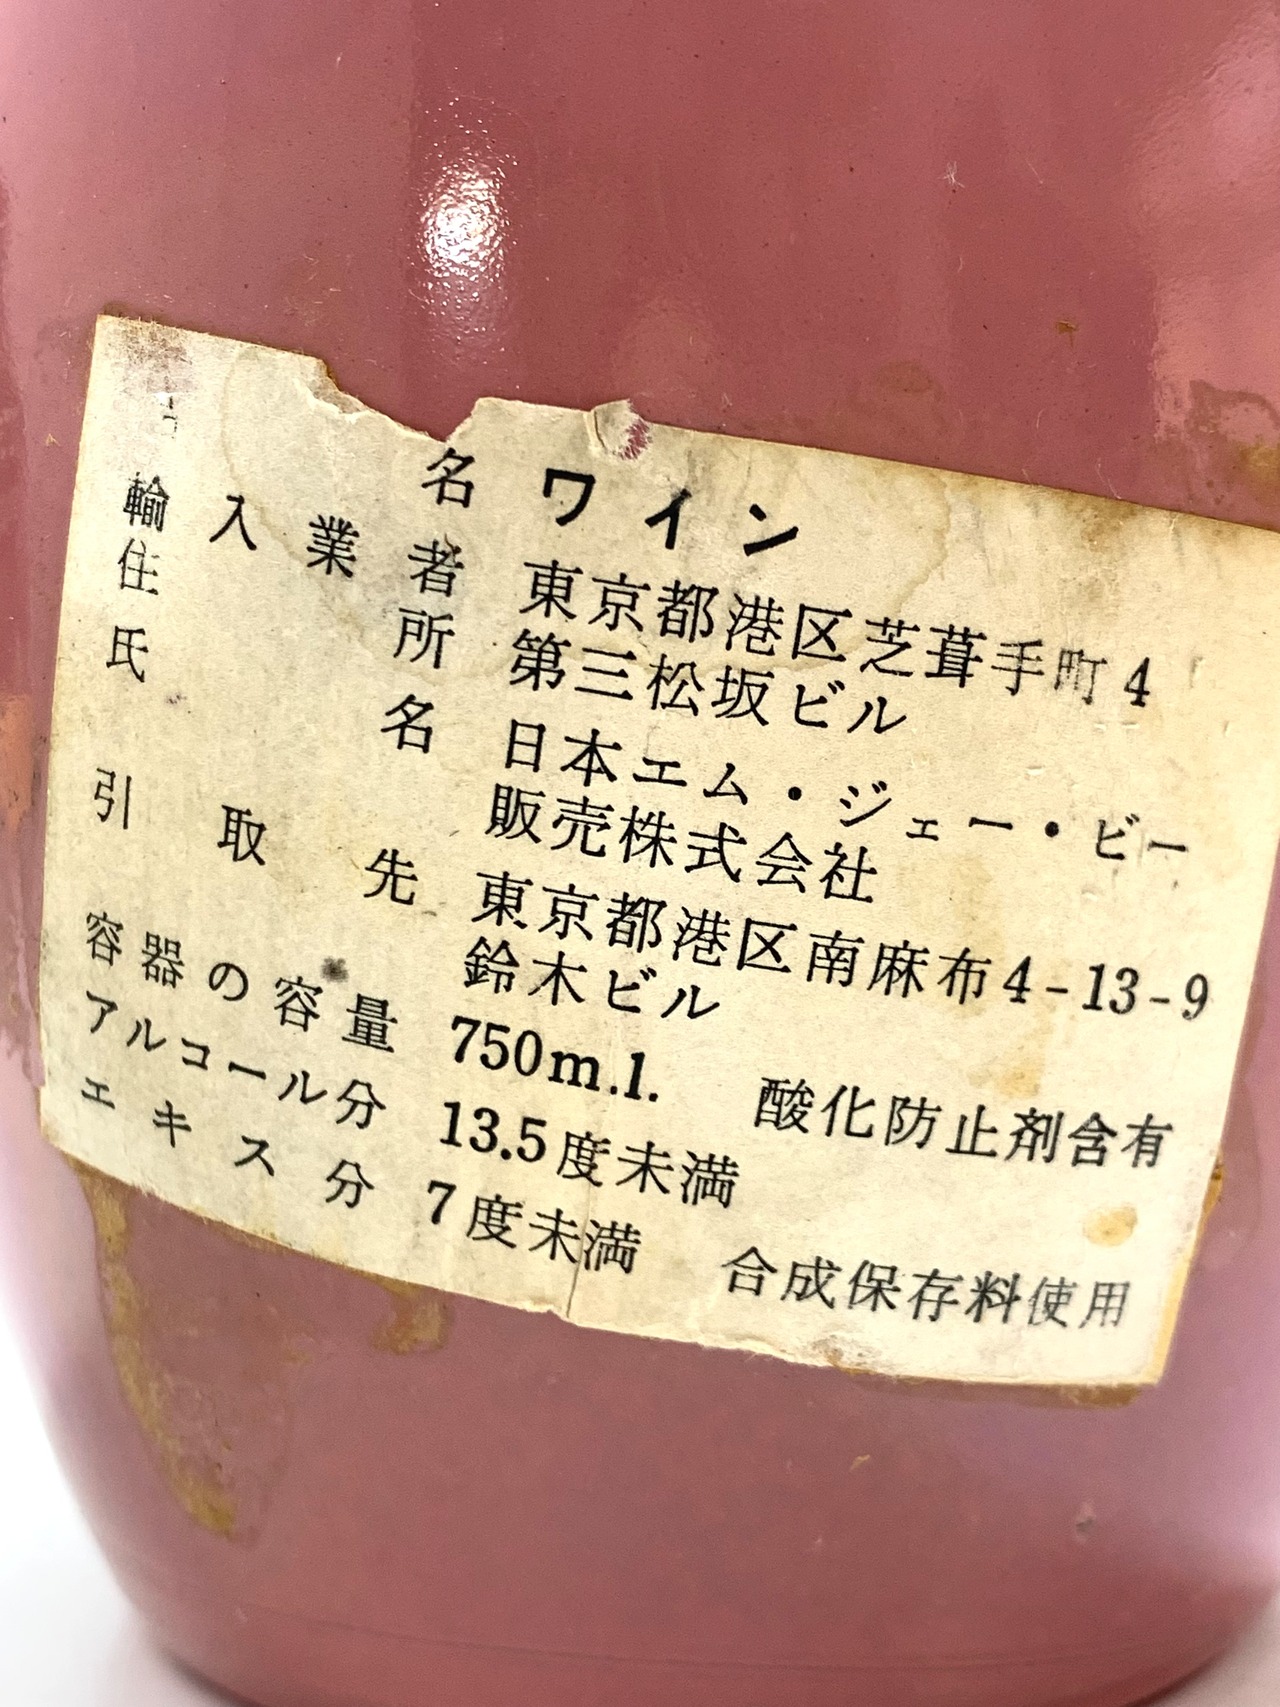 名 ワイン
輸入業者
住所 東京都港区芝葺手町4
第三松坂ビル
氏名 日本エム・ジェー・ビー
販売株式会社
引取先 東京都港区南麻布4-13-9
鈴木ビル
容器の容量 750m.l. 酸化防止剤含有
アルコール分 13.5度未満
エキス分 7度未満 合成保存料使用